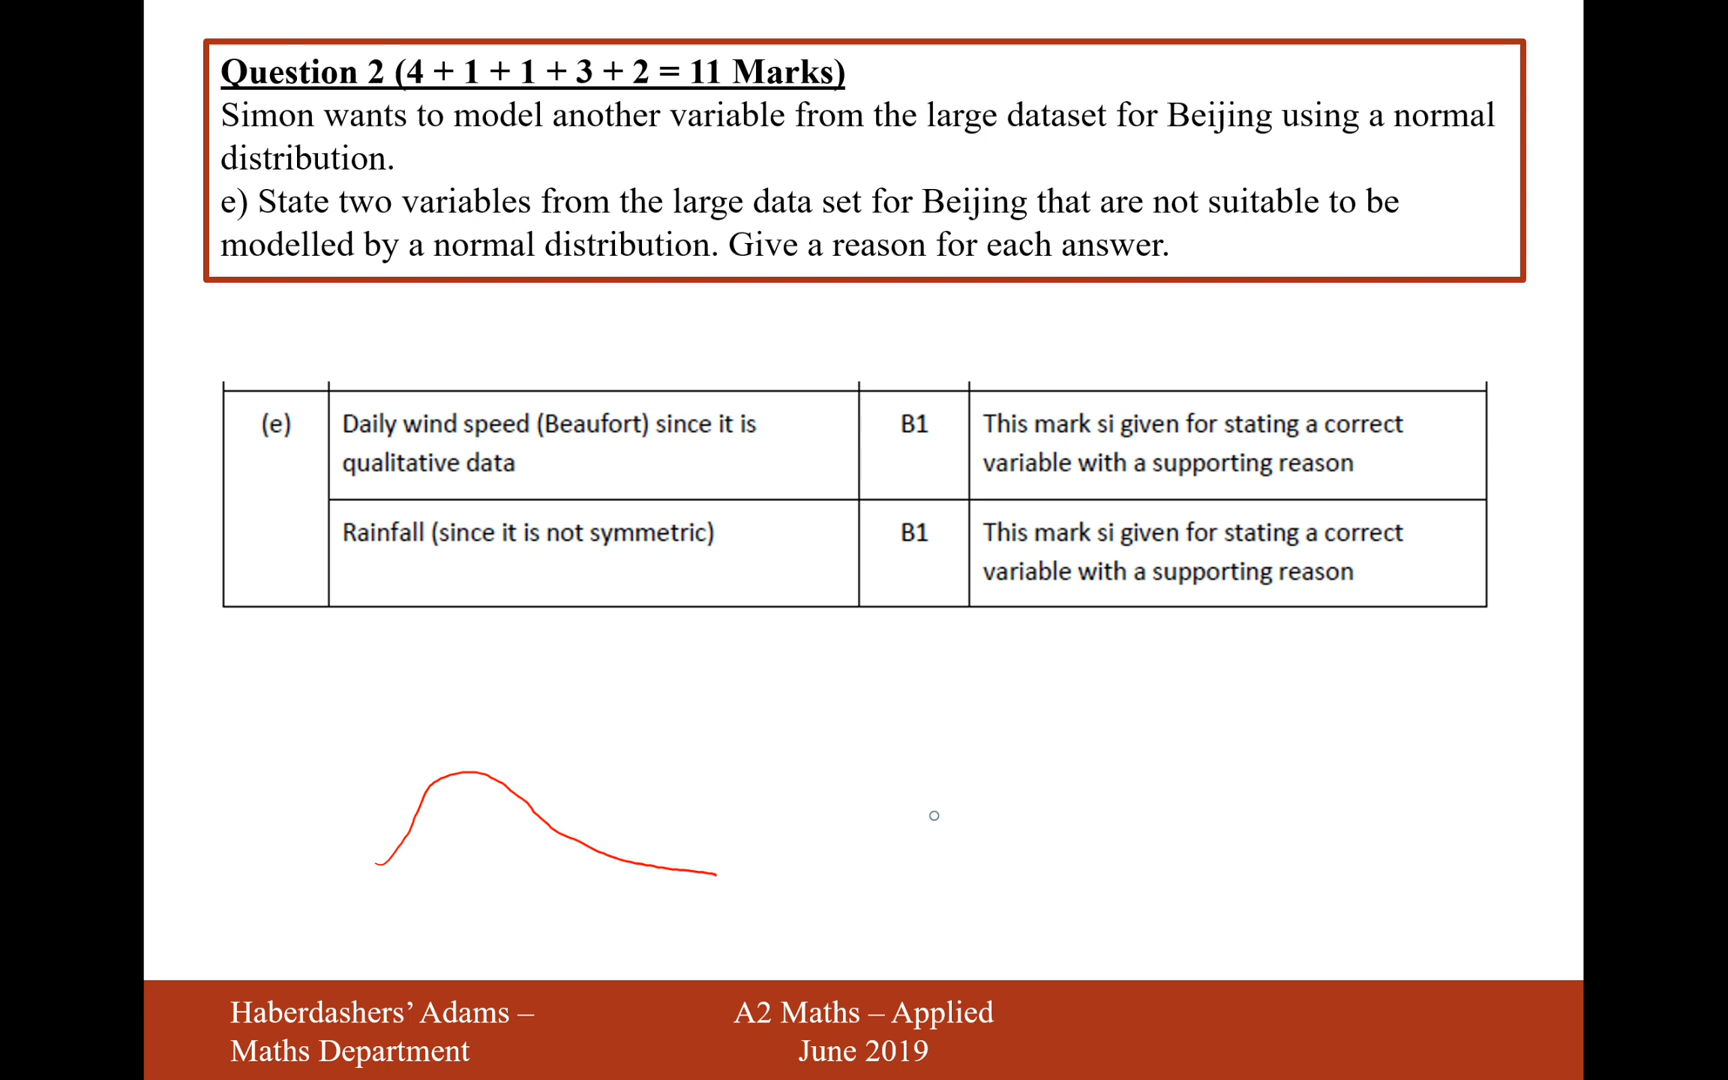 Question 2 (4 + 1 + 1 + 3 + 2 = 11 Marks)
Simon wants to model another variable from the large dataset for Beijing using a normal
distribution.
e) State two variables from the large data set for Beijing that are not suitable to be
modelled by a normal distribution. Give a reason for each answer.
(e)
Daily wind speed (Beaufort) since it is
qualitative data
B1
This mark si given for stating a correct
variable with a supporting reason
Rainfall (since it is not symmetric)
B1
This mark si given for stating a correct
variable with a supporting reason
Haberdashers’ Adams –
Maths Department
A2 Maths – Applied
June 2019